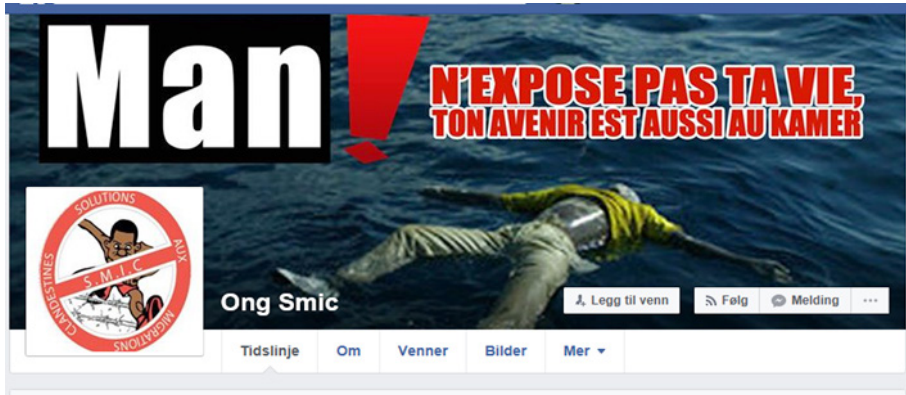 Man!
N'EXPOSE PAS TA VIE,
TON AVENIR EST AUSSI AU KAMER
SOLUTIONS AUX MIGRATIONS CLANDESTINES
S.M.I.C
Ong Smic
Legg til venn
Følg
Melding
Tidslinje Om Venner Bilder Mer